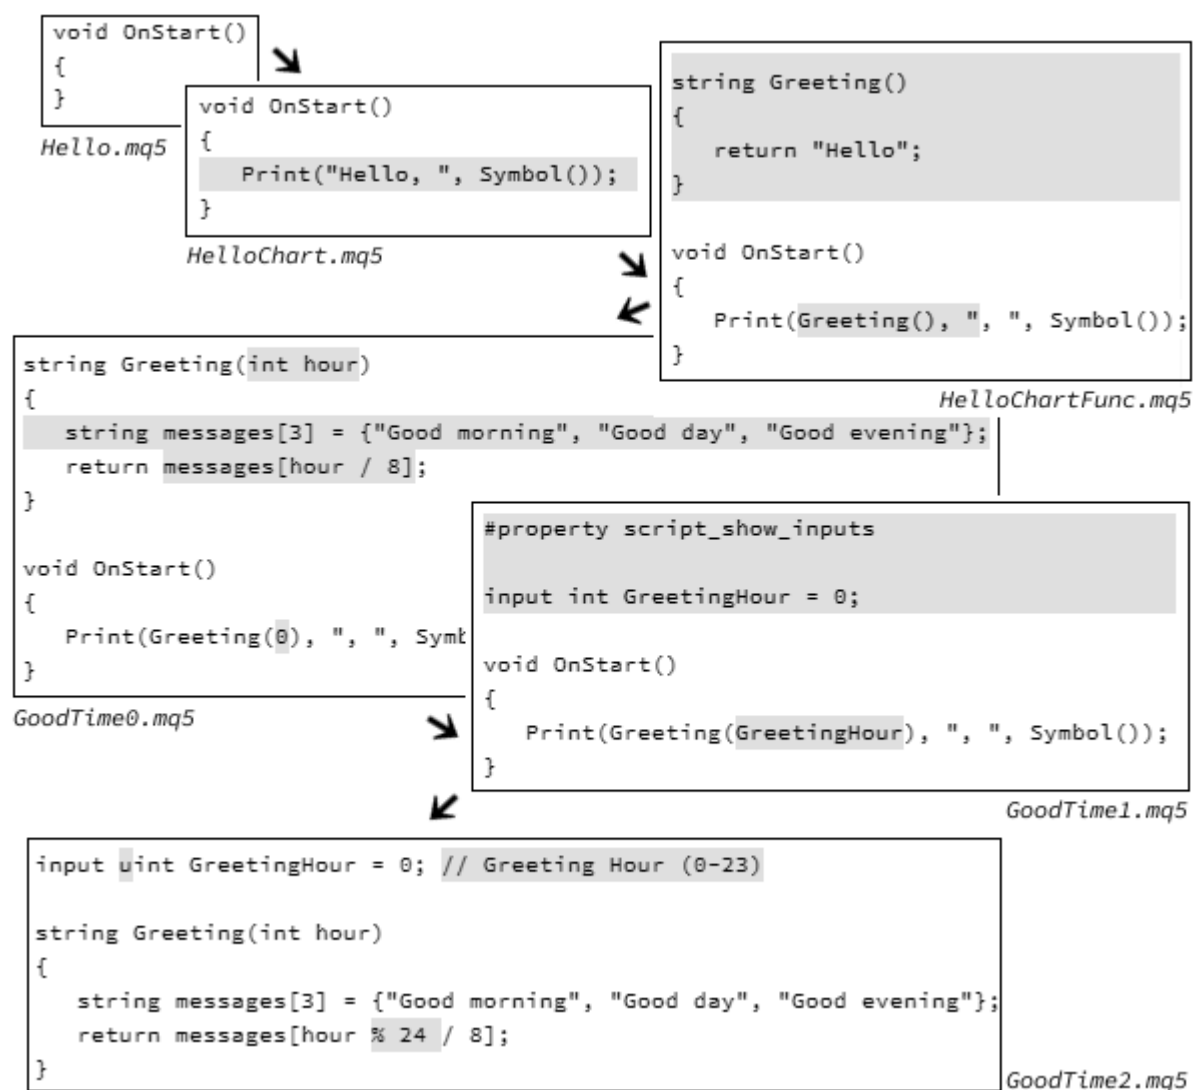 void OnStart()
{
}
Hello.mq5
void OnStart()
{
   Print("Hello, ", Symbol());
}
HelloChart.mq5
string Greeting()
{
   return "Hello";
}
void OnStart()
{
   Print(Greeting(), ", ", Symbol());
}
HelloChartFunc.mq5
string Greeting(int hour)
{
   string messages[3] = {"Good morning", "Good day", "Good evening"};
   return messages[hour / 8];
}
void OnStart()
{
   Print(Greeting(0), ", ", Symb
}
GoodTime0.mq5
#property script_show_inputs
input int GreetingHour = 0;
void OnStart()
{
   Print(Greeting(GreetingHour), ", ", Symbol());
}
GoodTime1.mq5
input uint GreetingHour = 0; // Greeting Hour (0-23)
string Greeting(int hour)
{
   string messages[3] = {"Good morning", "Good day", "Good evening"};
   return messages[hour % 24 / 8];
}
GoodTime2.mq5